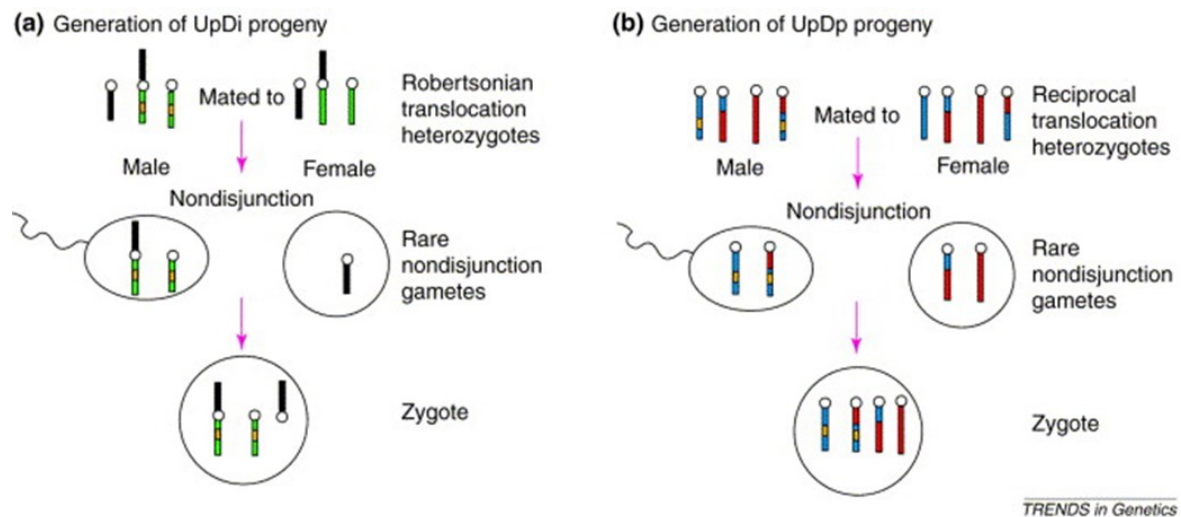 (a) Generation of UpDi progeny
Mated to
Robertsonian
translocation
heterozygotes
Male
Female
Nondisjunction
Rare
nondisjunction
gametes
Zygote
(b) Generation of UpDp progeny
Mated to
Reciprocal
translocation
heterozygotes
Male
Female
Nondisjunction
Rare
nondisjunction
gametes
Zygote
TRENDS in Genetics